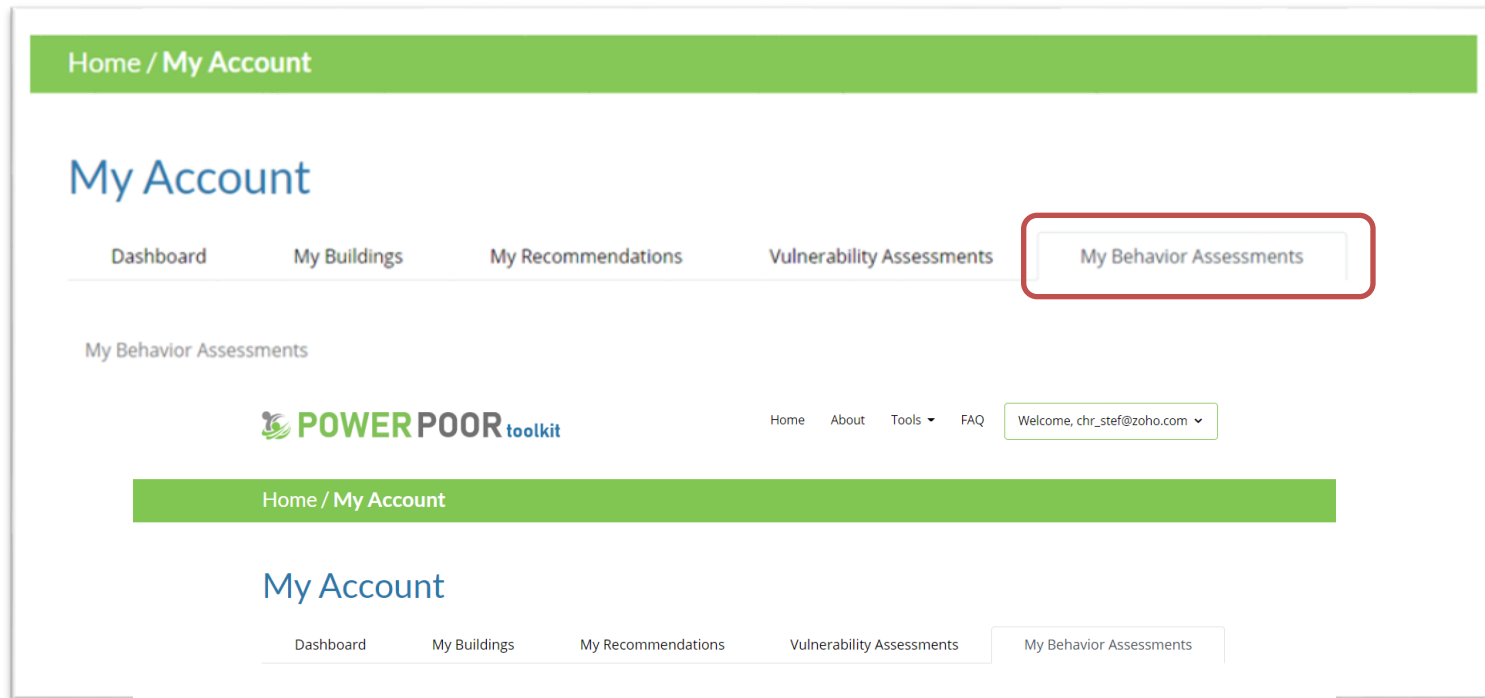 Home / My Account
My Account
Dashboard My Buildings My Recommendations Vulnerability Assessments My Behavior Assessments
My Behavior Assessments
POWERPOOR toolkit Home About Tools FAQ Welcome, chr_stef@zoho.com
Home / My Account
My Account
Dashboard My Buildings My Recommendations Vulnerability Assessments My Behavior Assessments